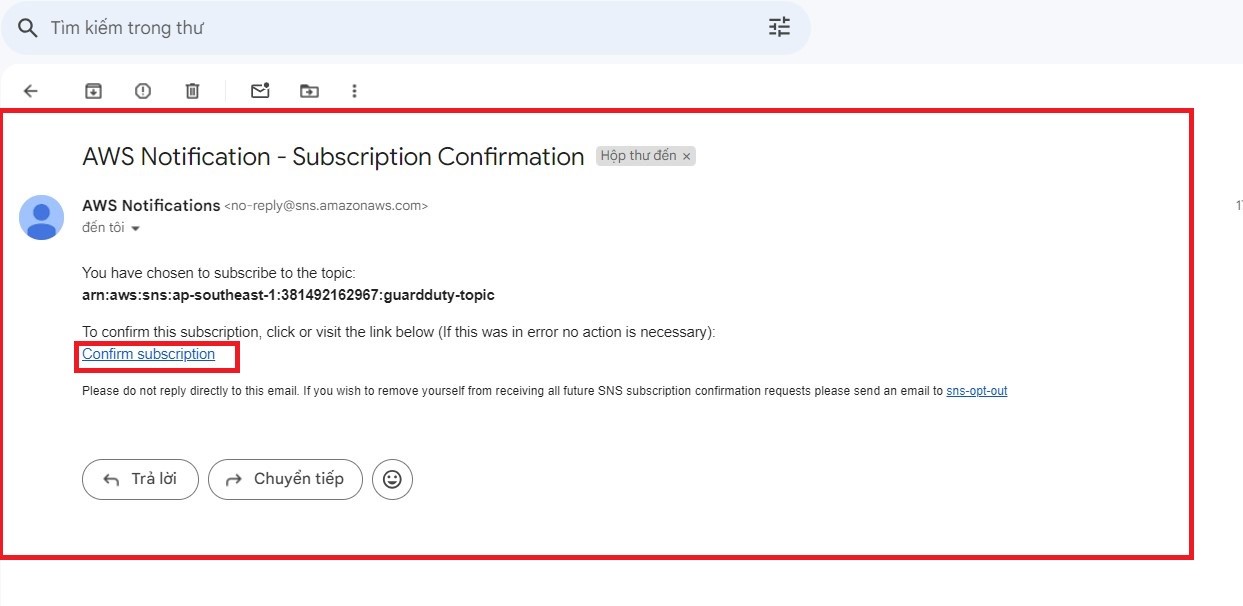 Tìm kiếm trong thư
AWS Notification - Subscription Confirmation Hộp thư đến ×
AWS Notifications <no-reply@sns.amazonaws.com>
đến tôi
You have chosen to subscribe to the topic:
arn:aws:sns:ap-southeast-1:381492162967:guardduty-topic
To confirm this subscription, click or visit the link below (If this was in error no action is necessary):
Confirm subscription
Please do not reply directly to this email. If you wish to remove yourself from receiving all future SNS subscription confirmation requests please send an email to sns-opt-out
Trả lời Chuyển tiếp